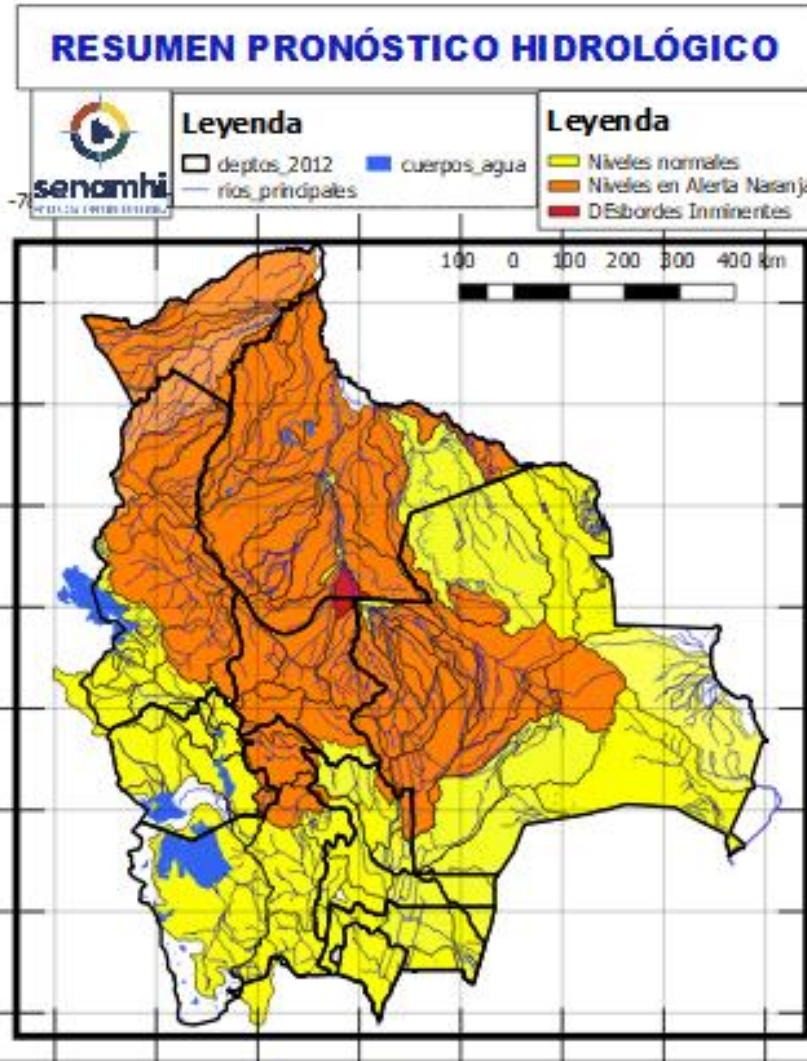 RESUMEN PRONÓSTICO HIDROLÓGICO
senamhi
Leyenda
deptos_2012
cuerpos_agua
rios_principales
Leyenda
Niveles normales
Niveles en Alerta Naranja
DEsbordes Inminentes
100 0 100 200 300 400 km